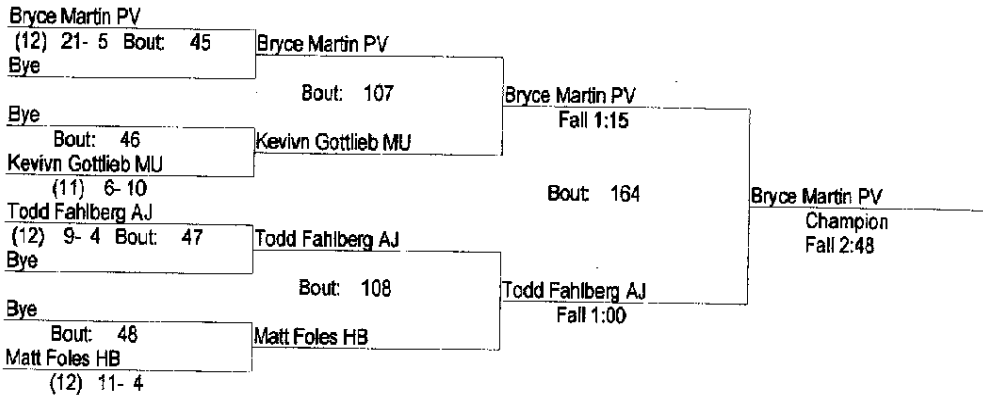 Bryce Martin PV
(12) 21- 5 Bout: 45
Bye
Bryce Martin PV
Bout: 107
Bye
Bout: 46
Kevivn Gottlieb MU
(11) 6- 10
Kevivn Gottlieb MU
Bryce Martin PV
Fall 1:15
Bout: 164
Todd Fahlberg AJ
(12) 9- 4 Bout: 47
Bye
Todd Fahlberg AJ
Bout: 108
Bye
Bout: 48
Matt Foles HB
(12) 11- 4
Matt Foles HB
Todd Fahlberg AJ
Fall 1:00
Bryce Martin PV
Champion
Fall 2:48